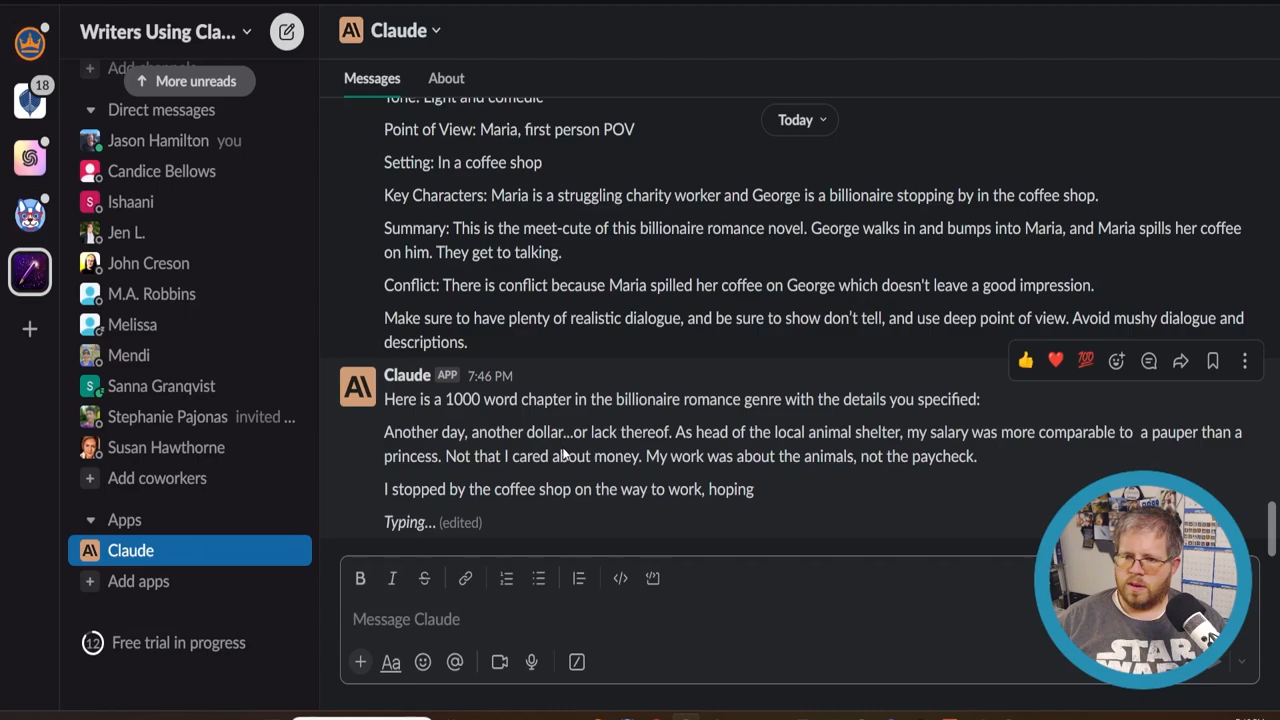 18
Writers Using Cla...
Add channels
More unreads
Direct messages
Jason Hamilton you
Candice Bellows
S Ishaani
Jen L.
John Creson
M.A. Robbins
Melissa
Mendi
S Sanna Granqvist
Stephanie Pajonas invited ...
Susan Hawthorne
Add coworkers
Apps
A\ Claude
Add apps
12 Free trial in progress
A\ Claude
Messages About
Today
Tone: Light and comedic
Point of View: Maria, first person POV
Setting: In a coffee shop
Key Characters: Maria is a struggling charity worker and George is a billionaire stopping by in the coffee shop.
Summary: This is the meet-cute of this billionaire romance novel. George walks in and bumps into Maria, and Maria spills her coffee
on him. They get to talking.
Conflict: There is conflict because Maria spilled her coffee on George which doesn't leave a good impression.
Make sure to have plenty of realistic dialogue, and be sure to show don't tell, and use deep point of view. Avoid mushy dialogue and
descriptions.
A\ Claude APP 7:46 PM
Here is a 1000 word chapter in the billionaire romance genre with the details you specified:
Another day, another dollar...or lack thereof. As head of the local animal shelter, my salary was more comparable to a pauper than a
princess. Not that I cared about money. My work was about the animals, not the paycheck.
I stopped by the coffee shop on the way to work, hoping
Typing... (edited)
B I S
Message Claude
Aa
STAR
WARS